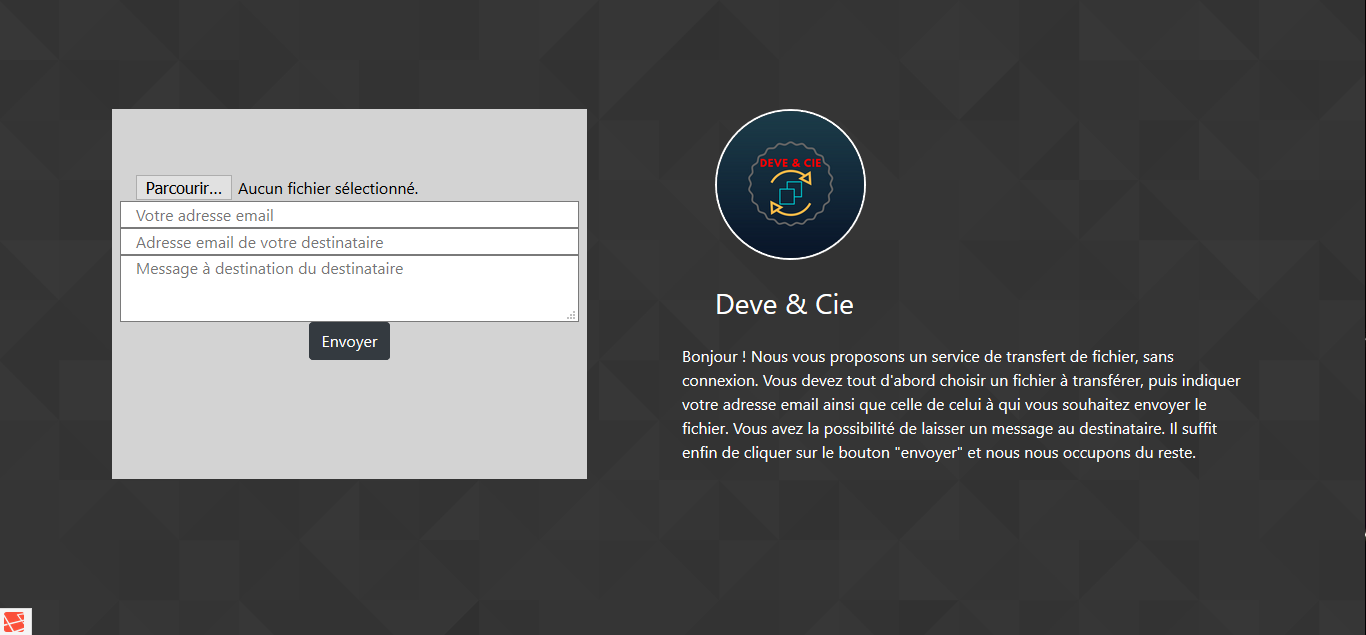 Parcourir... Aucun fichier sélectionné.
Votre adresse email
Adresse email de votre destinataire
Message à destination du destinataire
Envoyer
DEVE & CIE
Deve & Cie
Bonjour ! Nous vous proposons un service de transfert de fichier, sans
connexion. Vous devez tout d'abord choisir un fichier à transférer, puis indiquer
votre adresse email ainsi que celle de celui à qui vous souhaitez envoyer le
fichier. Vous avez la possibilité de laisser un message au destinataire. Il suffit
enfin de cliquer sur le bouton "envoyer" et nous nous occupons du reste.